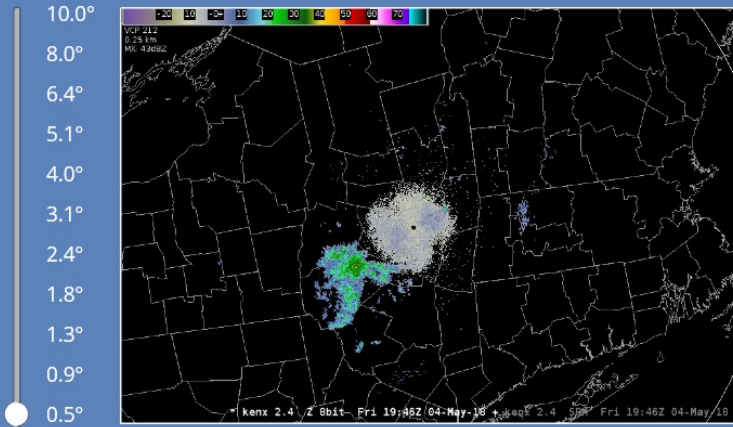 10.0°
8.0°
6.4°
5.1°
4.0°
3.1°
2.4°
1.8°
1.3°
0.9°
0.5°
-20 10 -0+ 10 20 30 40 50 60 70
VCP 212
0.25 km
MX: 43dBZ
* kenx 2.4 Z 8bit Fri 19:46Z 04-May-18 + kenx 2.4 Fri 19:46Z 04-May-18